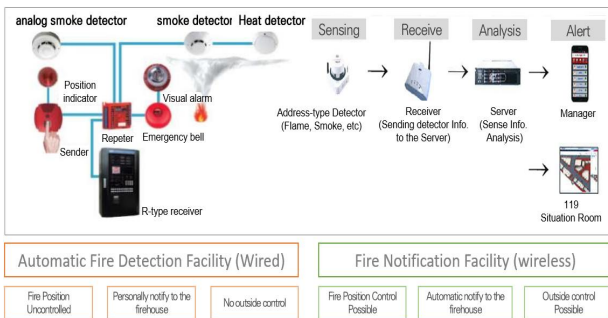 analog smoke detector
smoke detector
Heat detector
Position
indicator
Visual alarm
Repeter
Emergency bell
Sender
R-type receiver
Sensing
Receive
Analysis
Alert
Address-type Detector
(Flame, Smoke, etc)
Receiver
(Sending detector Info.
to the Server)
Server
(Sense Info.
Analysis)
Manager
119
Situation Room
Automatic Fire Detection Facility (Wired)
Fire Position
Uncontrolled
Personally notify to the
firehouse
No outside control
Fire Notification Facility (wireless)
Fire Position Control
Possible
Automatic notify to the
firehouse
Outside control
Possible